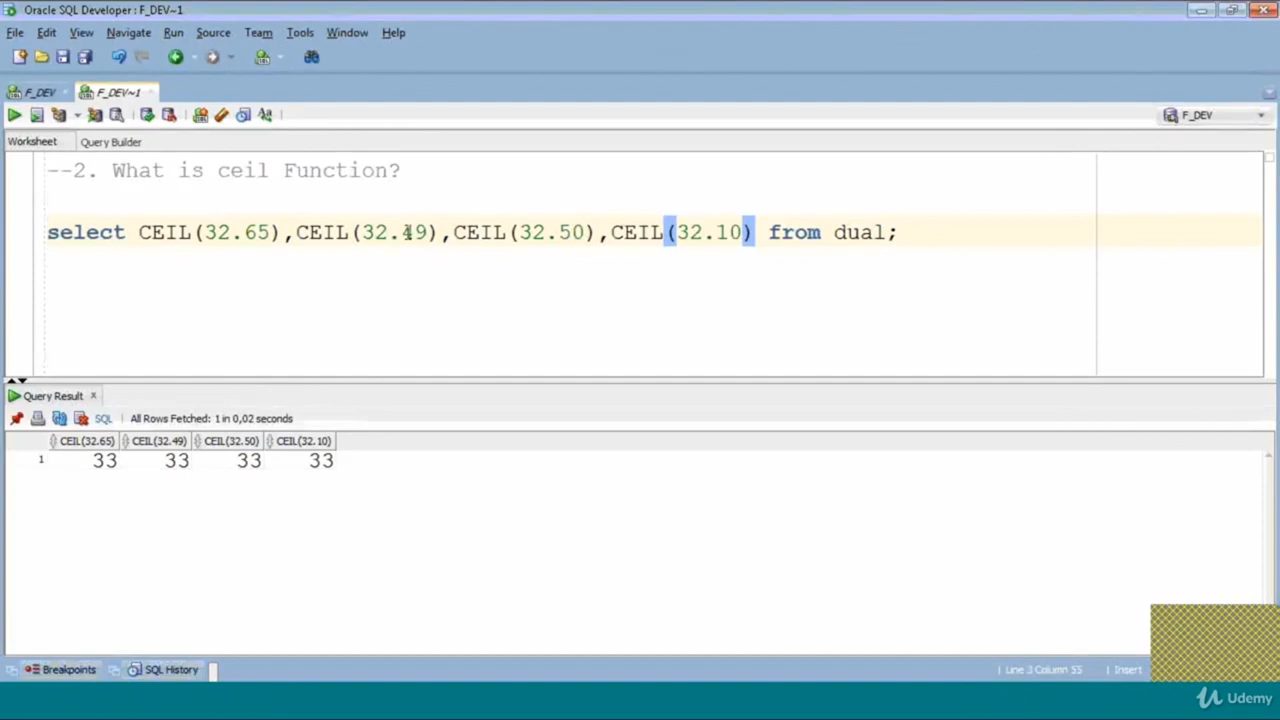 Oracle SQL Developer : F_DEV~1
File Edit View Navigate Run Source Team Tools Window Help
F_DEV F_DEV~1
F_DEV
Worksheet Query Builder
--2. What is ceil Function?
select CEIL(32.65),CEIL(32.49),CEIL(32.50),CEIL(32.10) from dual;
Query Result x
SQL | All Rows Fetched: 1 in 0,02 seconds
CEIL(32.65) CEIL(32.49) CEIL(32.50) CEIL(32.10)
1 33 33 33 33
Breakpoints SQL History | Line 3 Column 55 | Insert
Udemy